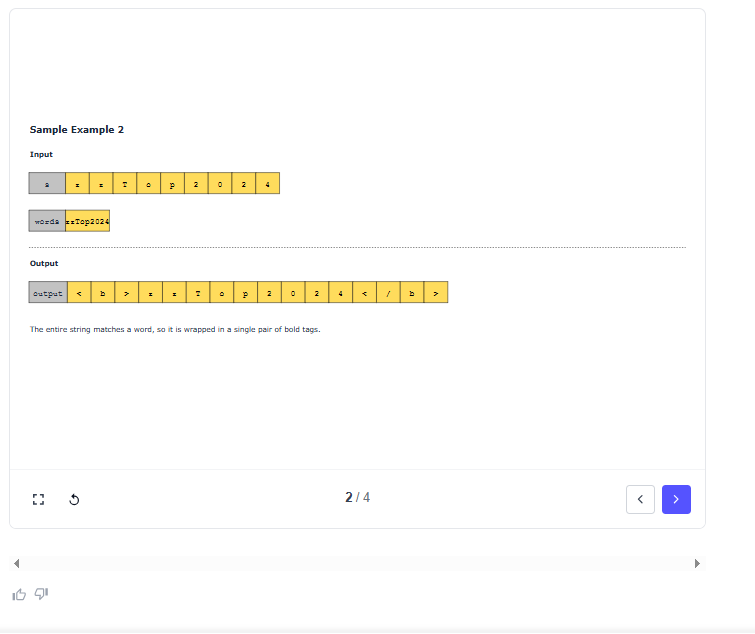 Sample Example 2
Input
s z z T o p 2 0 2 4
words zzTop2024
Output
output < b > z z T o p 2 0 2 4 < / b >
The entire string matches a word, so it is wrapped in a single pair of bold tags.
2 / 4